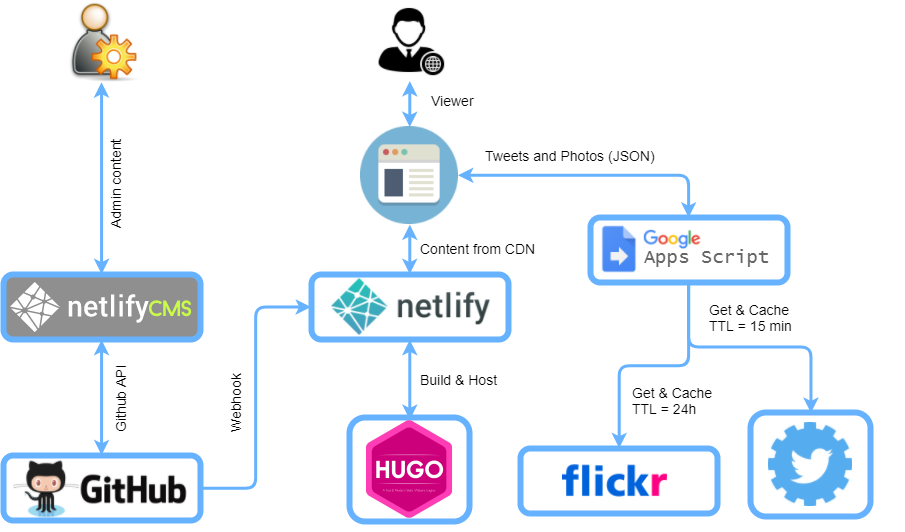 Viewer
Tweets and Photos (JSON)
Admin content
Content from CDN
Google
Apps Script
netlifyCMS
netlify
Get & Cache
TTL = 15 min
Github API
Webhook
Build & Host
Get & Cache
TTL = 24h
HUGO
GitHub
flickr